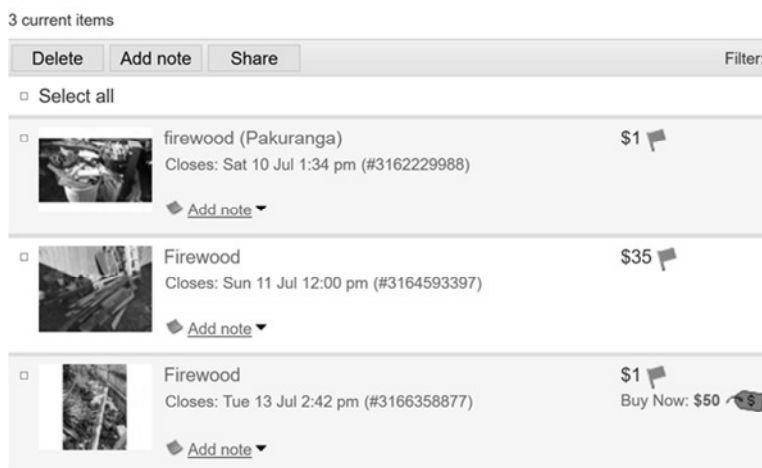 3 current items
Delete Add note Share Filter:
Select all
firewood (Pakuranga) $1
Closes: Sat 10 Jul 1:34 pm (#3162229988)
Add note
Firewood $35
Closes: Sun 11 Jul 12:00 pm (#3164593397)
Add note
Firewood $1
Closes: Tue 13 Jul 2:42 pm (#3166358877) Buy Now: $50 $
Add note